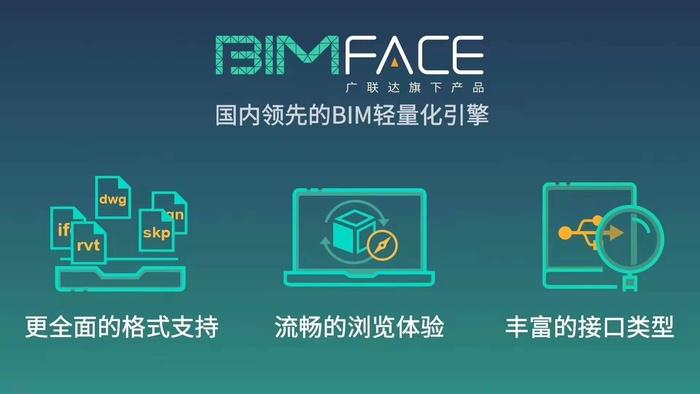 BIMFACE
广联达旗下产品
国内领先的BIM轻量化引擎
dwg
skp
rvt
更全面的格式支持
流畅的浏览体验
丰富的接口类型